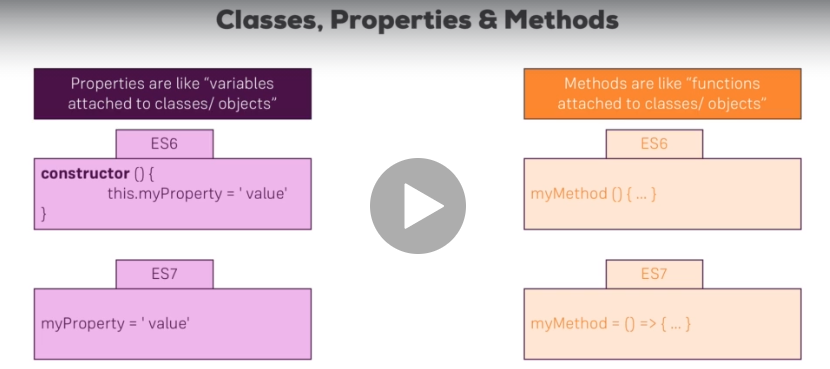 Classes, Properties & Methods
Properties are like "variables
attached to classes/ objects"
ES6
constructor () {
this.myProperty = ' value'
}
ES7
myProperty = ' value'
Methods are like "functions
attached to classes/ objects"
ES6
myMethod () { ... }
ES7
myMethod = () => { ... }